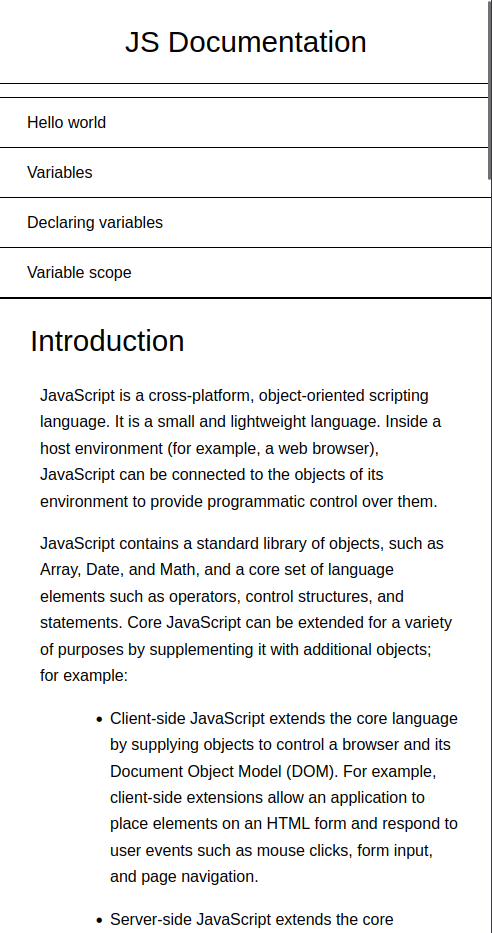 JS Documentation
Hello world
Variables
Declaring variables
Variable scope
Introduction
JavaScript is a cross-platform, object-oriented scripting
language. It is a small and lightweight language. Inside a
host environment (for example, a web browser),
JavaScript can be connected to the objects of its
environment to provide programmatic control over them.
JavaScript contains a standard library of objects, such as
Array, Date, and Math, and a core set of language
elements such as operators, control structures, and
statements. Core JavaScript can be extended for a variety
of purposes by supplementing it with additional objects;
for example:
• Client-side JavaScript extends the core language
by supplying objects to control a browser and its
Document Object Model (DOM). For example,
client-side extensions allow an application to
place elements on an HTML form and respond to
user events such as mouse clicks, form input,
and page navigation.
• Server-side JavaScript extends the core